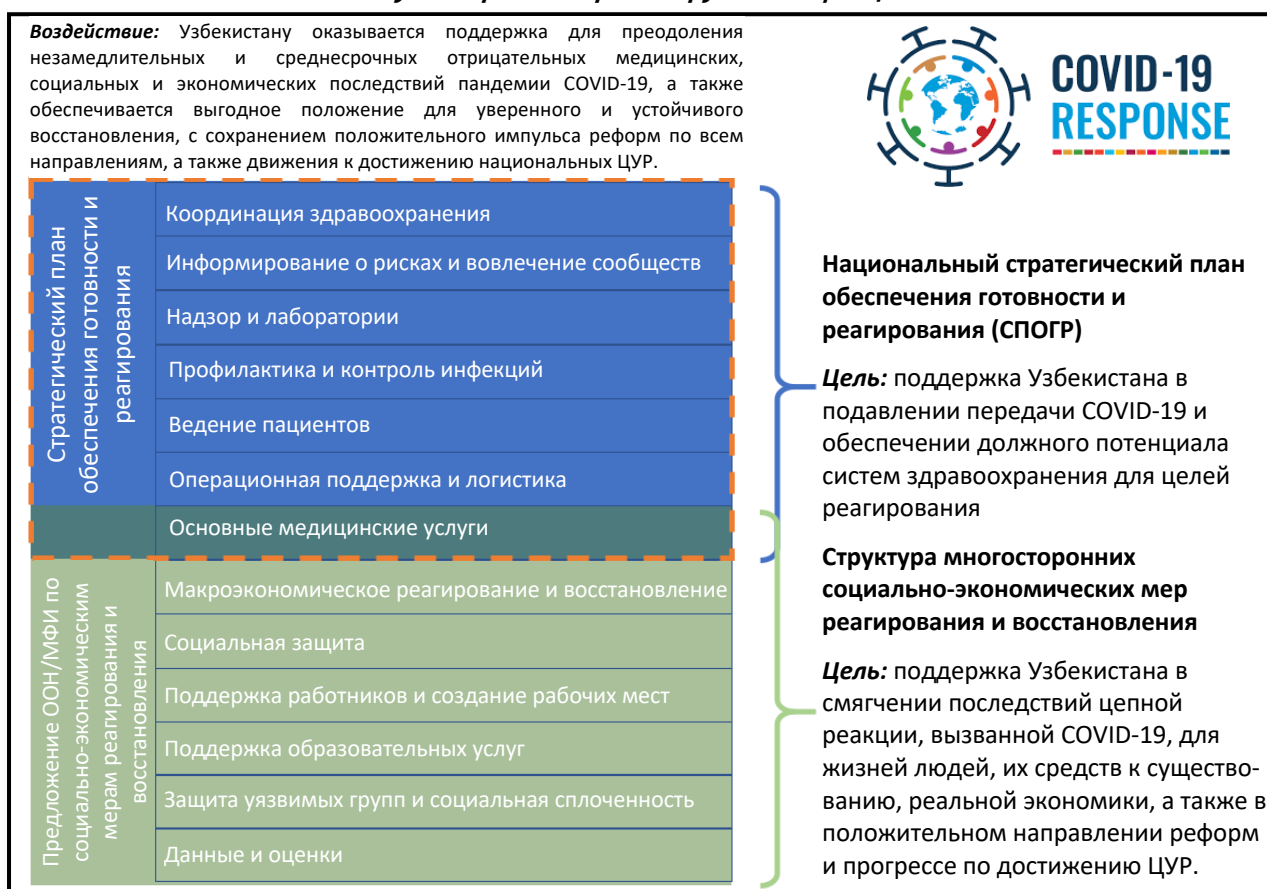 Воздействие: Узбекистану оказывается поддержка для преодоления
незамедлительных и среднесрочных отрицательных медицинских,
социальных и экономических последствий пандемии COVID-19, а также
обеспечивается выгодное положение для уверенного и устойчивого
восстановления, с сохранением положительного импульса реформ по всем
направлениям, а также движения к достижению национальных ЦУР.
COVID-19
RESPONSE
Стратегический план
обеспечения готовности и
реагирования
Координация здравоохранения
Информирование о рисках и вовлечение сообществ
Надзор и лаборатории
Профилактика и контроль инфекций
Ведение пациентов
Операционная поддержка и логистика
Основные медицинские услуги
Предложение ООН/МФИ по
социально-экономическим
мерам реагирования и
восстановления
Макроэкономическое реагирование и восстановление
Социальная защита
Поддержка работников и создание рабочих мест
Поддержка образовательных услуг
Защита уязвимых групп и социальная сплоченность
Данные и оценки
Национальный стратегический план
обеспечения готовности и
реагирования (СПОГР)
Цель: поддержка Узбекистана в
подавлении передачи COVID-19 и
обеспечении должного потенциала
систем здравоохранения для целей
реагирования
Структура многосторонних
социально-экономических мер
реагирования и восстановления
Цель: поддержка Узбекистана в
смягчении последствий цепной
реакции, вызванной COVID-19, для
жизней людей, их средств к существо-
ванию, реальной экономики, а также в
положительном направлении реформ
и прогрессе по достижению ЦУР.